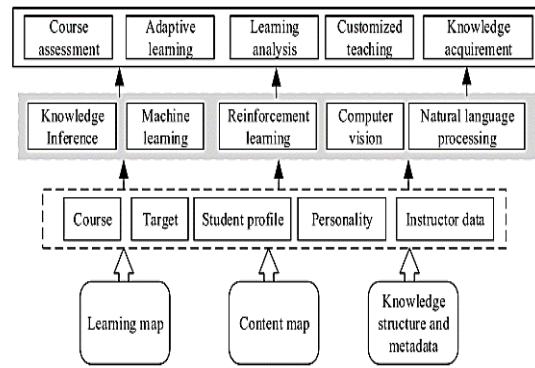 Course assessment
Adaptive learning
Learning analysis
Customized teaching
Knowledge acquirement
Knowledge Inference
Machine learning
Reinforcement learning
Computer vision
Natural language processing
Course
Target
Student profile
Personality
Instructor data
Learning map
Content map
Knowledge structure and metadata